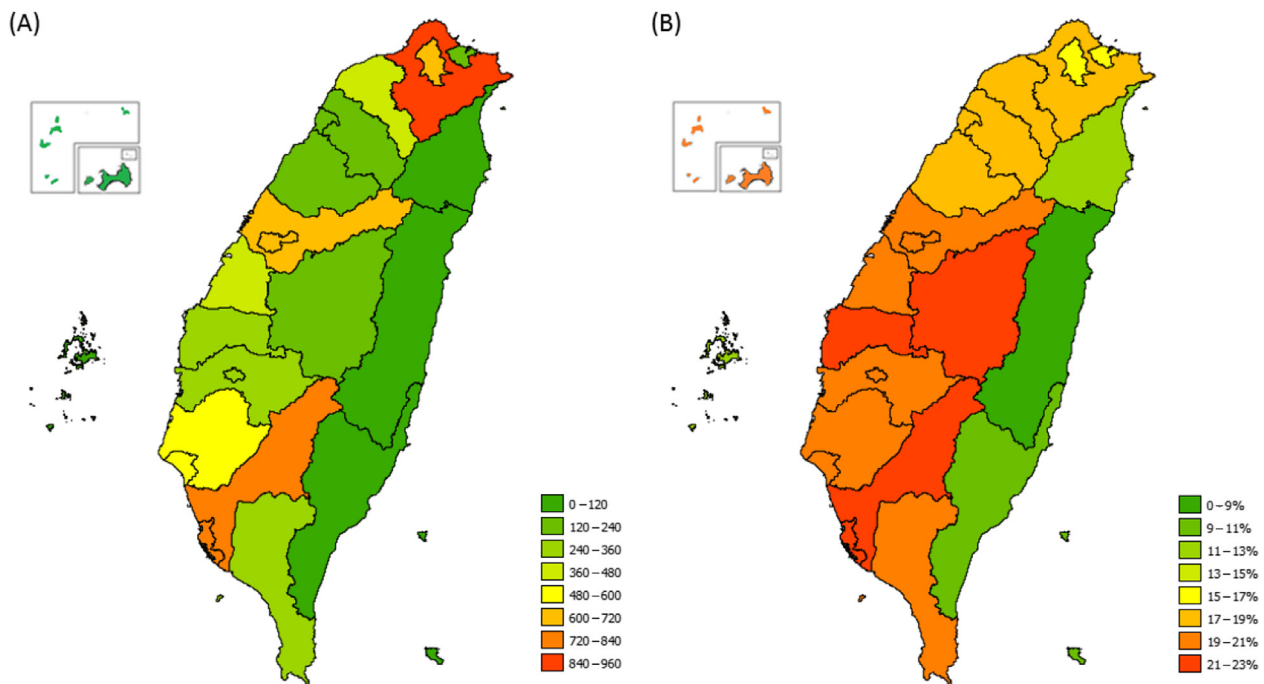 (A)
(B)
0 – 120
120 – 240
240 – 360
360 – 480
480 – 600
600 – 720
720 – 840
840 – 960
0 – 9%
9 – 11%
11 – 13%
13 – 15%
15 – 17%
17 – 19%
19 – 21%
21 – 23%